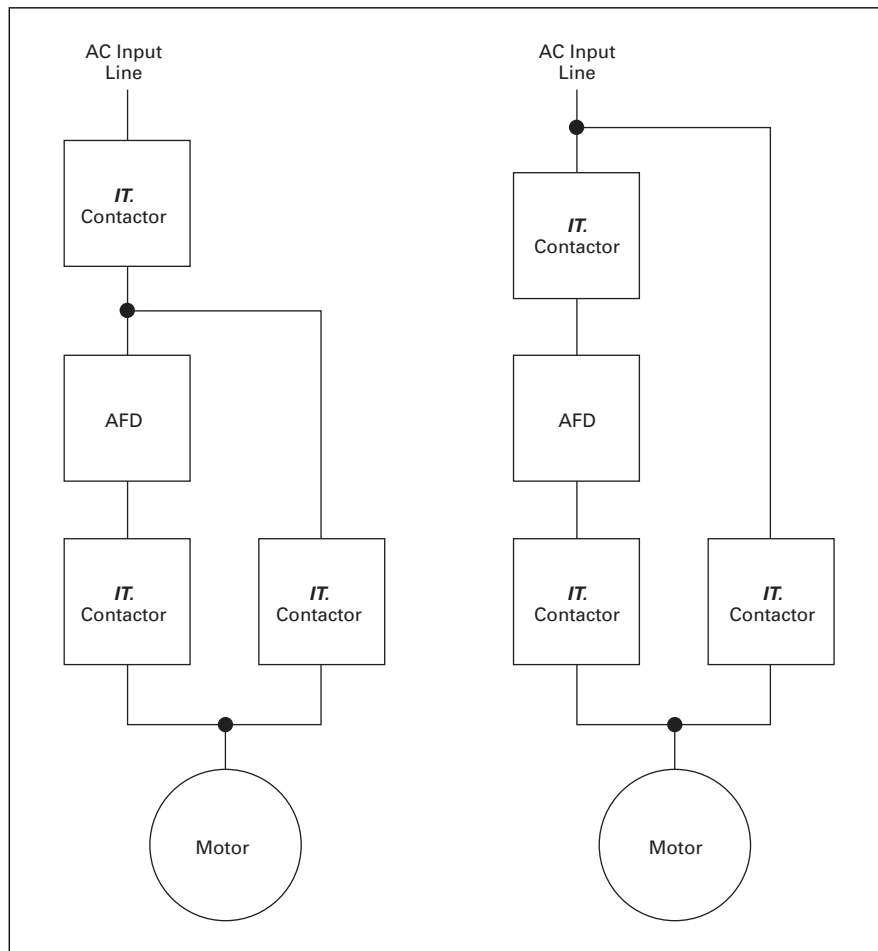 AC Input
Line
IT.
Contactor
AFD
IT.
Contactor
IT.
Contactor
Motor
AC Input
Line
IT.
Contactor
AFD
IT.
Contactor
IT.
Contactor
Motor